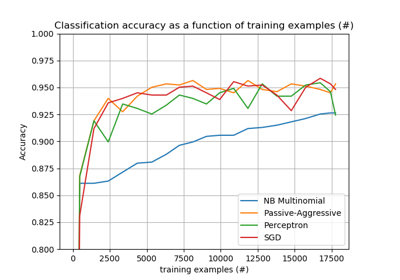 Classification accuracy as a function of training examples (#)
1.000
0.975
0.950
0.925
0.900
0.875
0.850
0.825
0.800
Accuracy
NB Multinomial
Passive-Aggressive
Perceptron
SGD
0 2500 5000 7500 10000 12500 15000 17500
training examples (#)